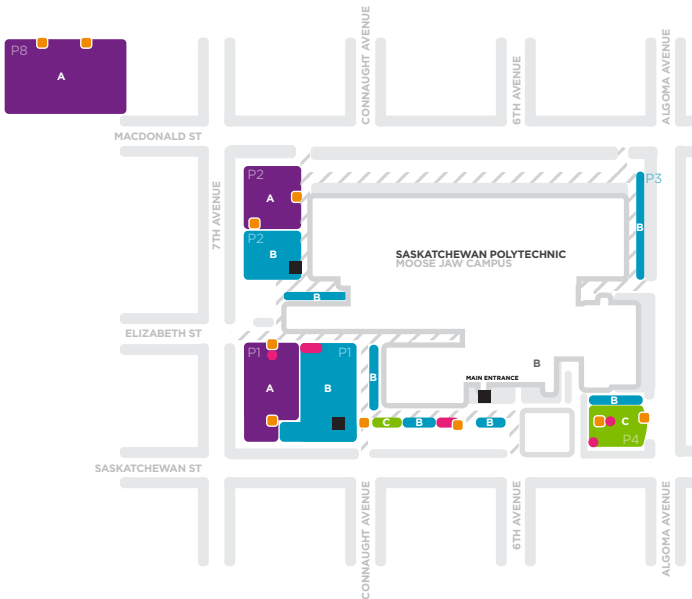 CONNAUGHT AVENUE
6TH AVENUE
ALGOMA AVENUE
P8
A
MACDONALD ST
P2
A
P3
7TH AVENUE
P2
B
B
SASKATCHEWAN POLYTECHNIC
MOOSE JAW CAMPUS
B
ELIZABETH ST
P1
P1
B
A
B
B
MAIN ENTRANCE
B
C
B
B
C
P4
SASKATCHEWAN ST
CONNAUGHT AVENUE
6TH AVENUE
ALGOMA AVENUE